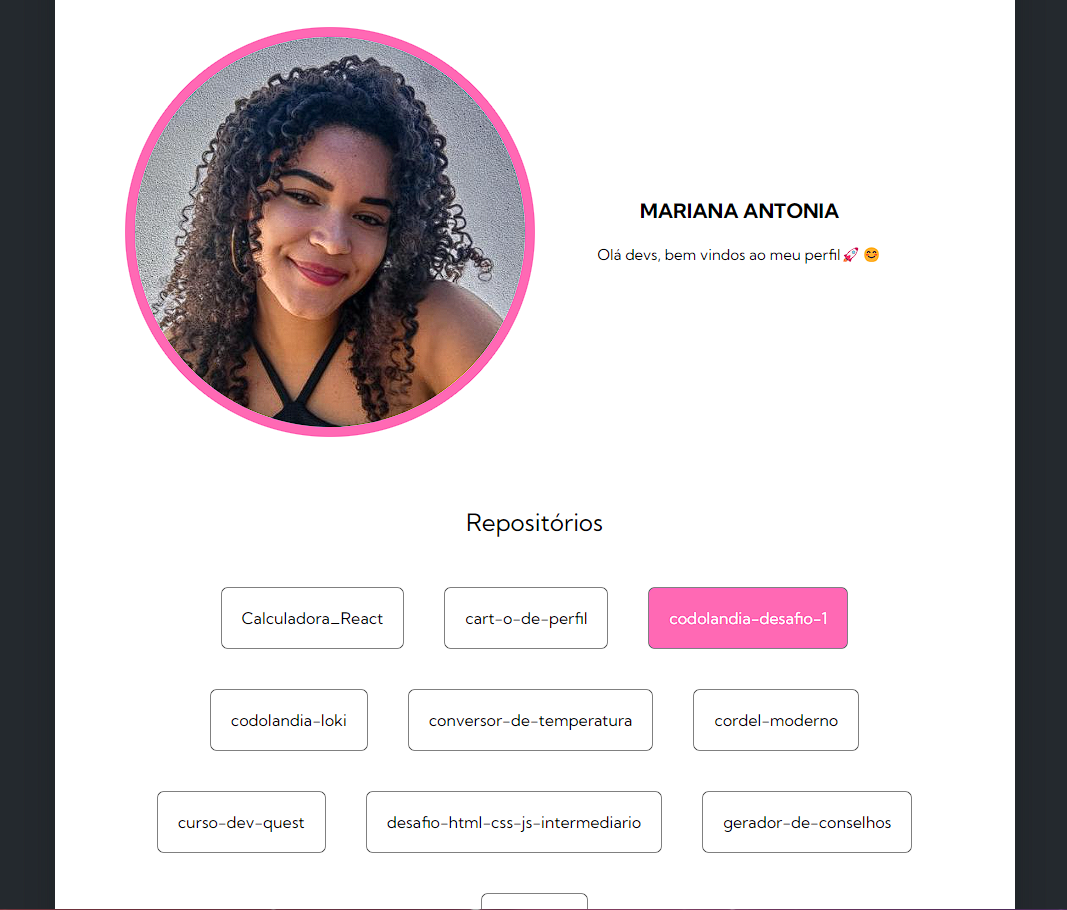 MARIANA ANTONIA
Olá devs, bem vindos ao meu perfil🚀 😊
Repositórios
Calculadora_React
cart-o-de-perfil
codolandia-desafio-1
codolandia-loki
conversor-de-temperatura
cordel-moderno
curso-dev-quest
desafio-html-css-js-intermediario
gerador-de-conselhos